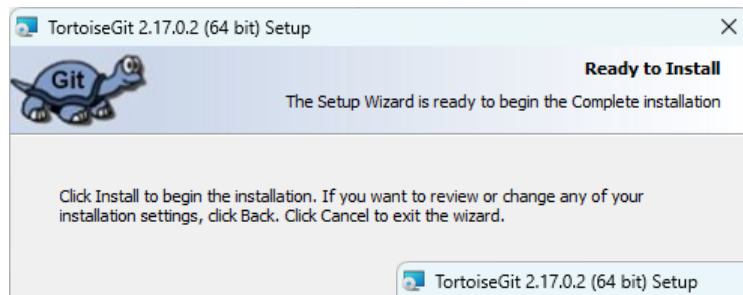 TortoiseGit 2.17.0.2 (64 bit) Setup
Git
Ready to Install
The Setup Wizard is ready to begin the Complete installation
Click Install to begin the installation. If you want to review or change any of your
installation settings, click Back. Click Cancel to exit the wizard.
TortoiseGit 2.17.0.2 (64 bit) Setup